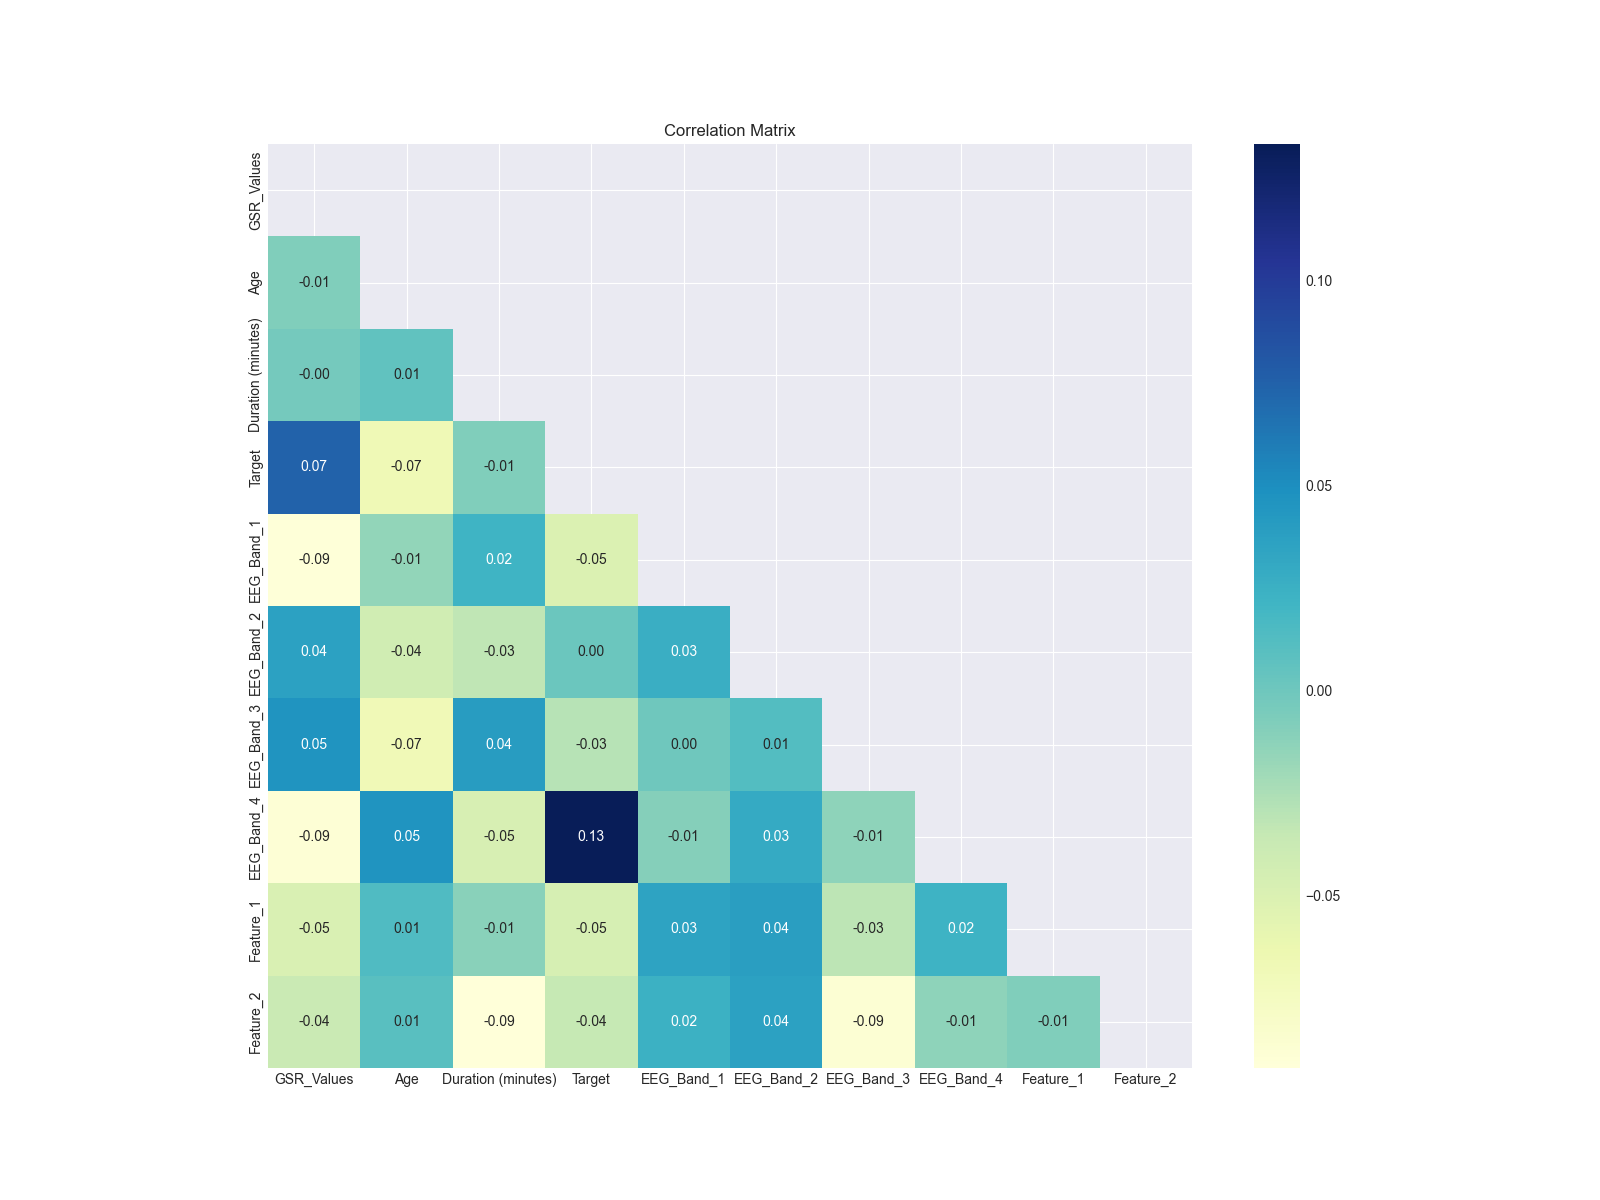 Correlation Matrix
GSR_Values
Age
-0.01
Duration (minutes)
-0.00 0.01
Target
0.07 -0.07 -0.01
EEG_Band_1
-0.09 -0.01 0.02 -0.05
EEG_Band_2
0.04 -0.04 -0.03 0.00 0.03
EEG_Band_3
0.05 -0.07 0.04 -0.03 0.00 0.01
EEG_Band_4
-0.09 0.05 -0.05 0.13 -0.01 0.03 -0.01
Feature_1
-0.05 0.01 -0.01 -0.05 0.03 0.04 -0.03 0.02
Feature_2
-0.04 0.01 -0.09 -0.04 0.02 0.04 -0.09 -0.01 -0.01
GSR_Values Age Duration (minutes) Target EEG_Band_1 EEG_Band_2 EEG_Band_3 EEG_Band_4 Feature_1 Feature_2
0.10
0.05
0.00
−0.05